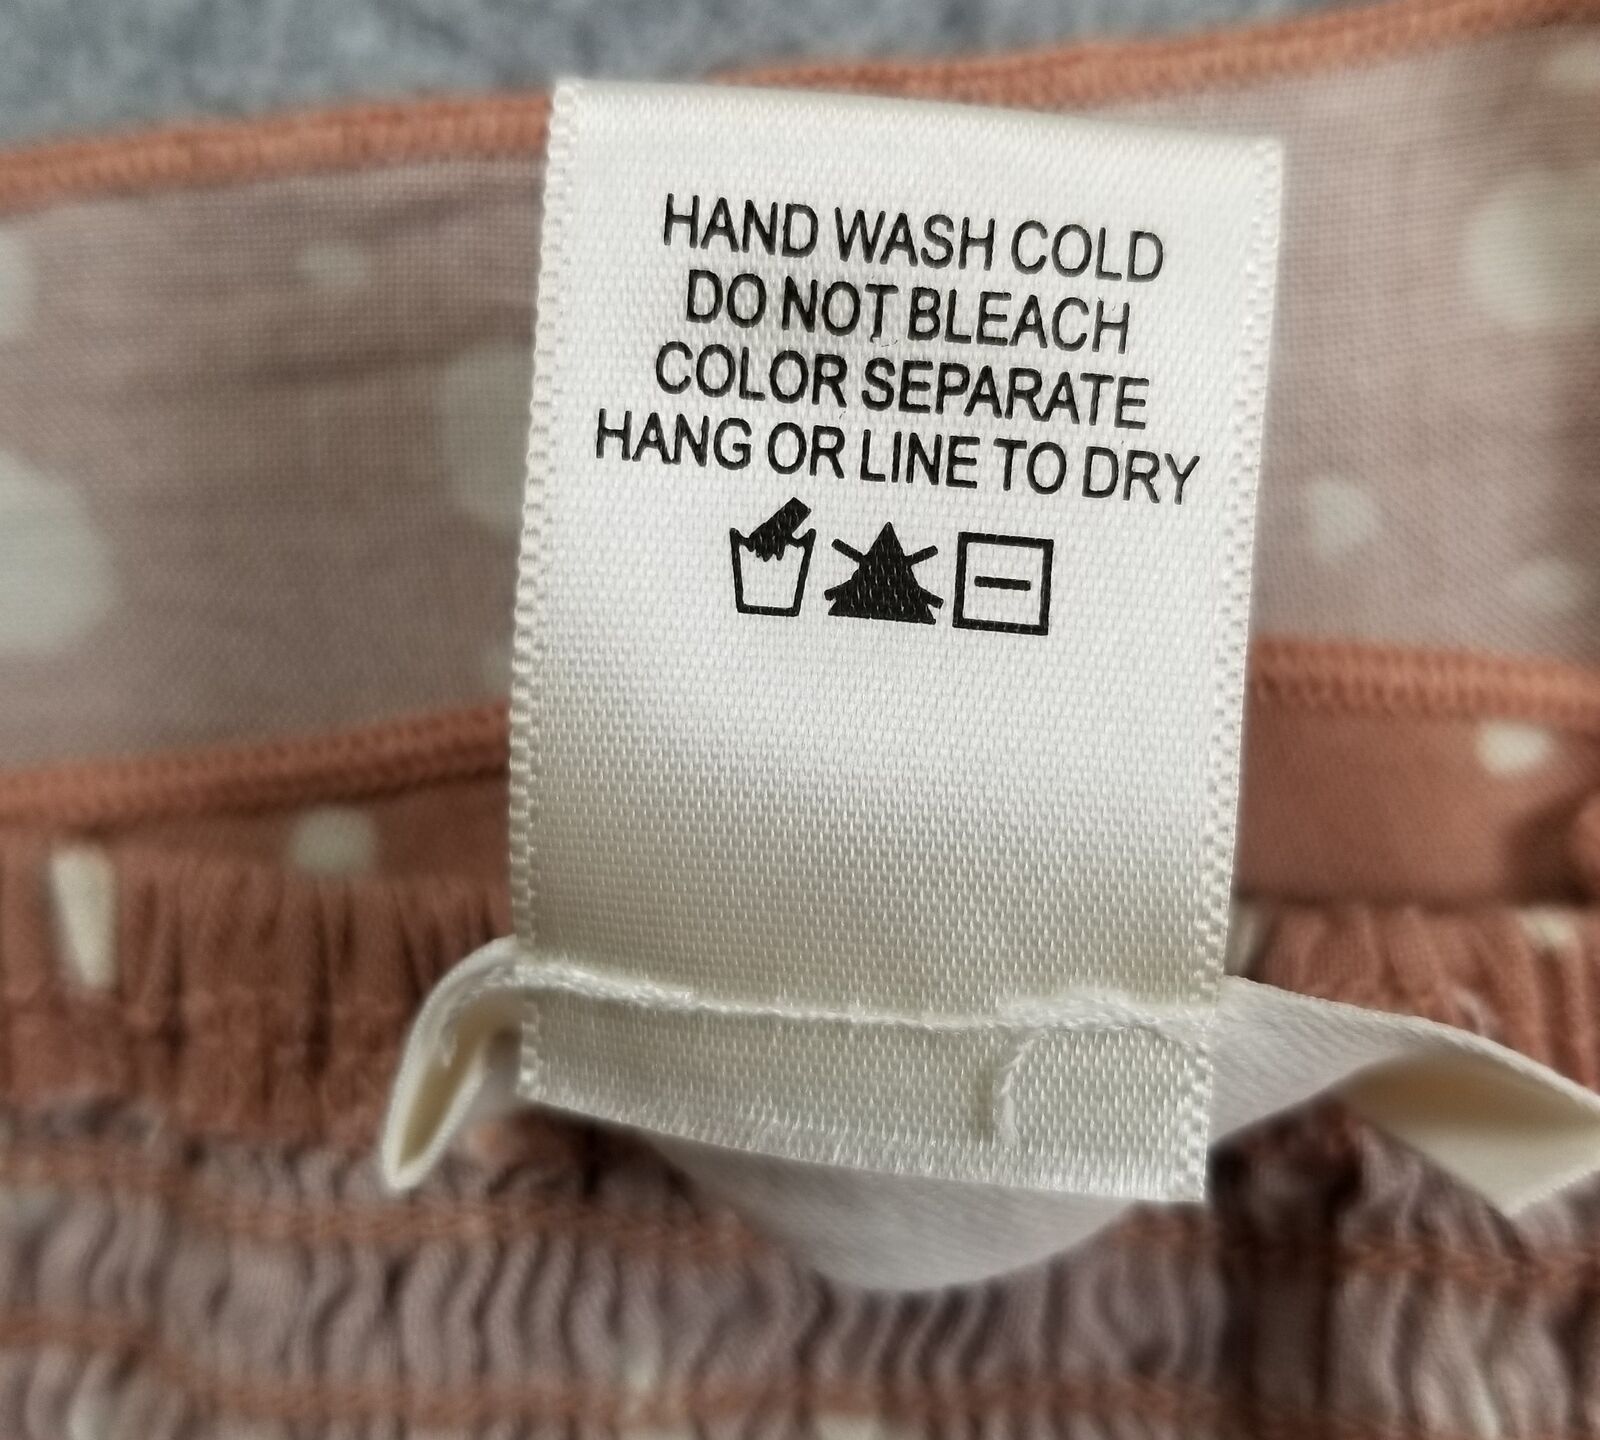 HAND WASH COLD
DO NOT BLEACH
COLOR SEPARATE
HANG OR LINE TO DRY